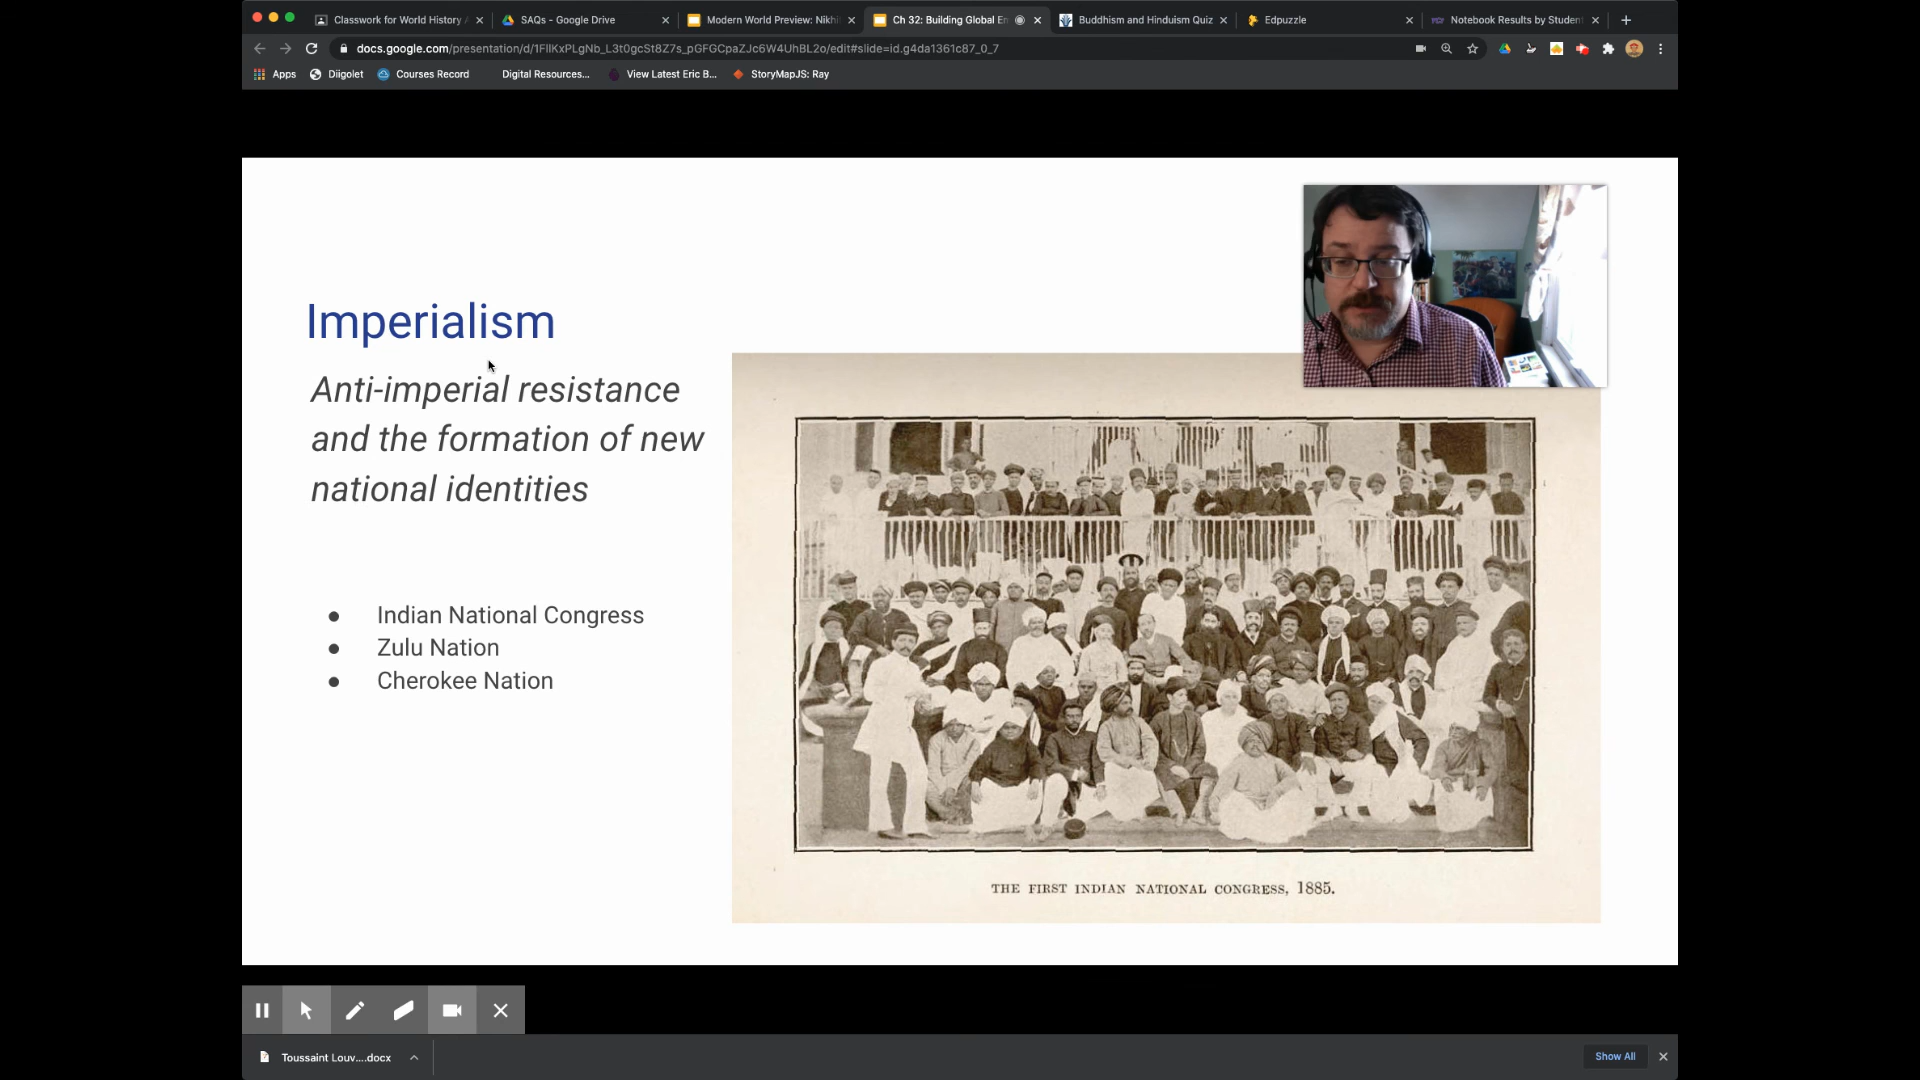 Classwork for World History A
SAQs - Google Drive
Modern World Preview: Nikhi
Ch 32: Building Global Em
Buddhism and Hinduism Quiz
Edpuzzle
Notebook Results by Studen
docs.google.com/presentation/d/1FIlKxPLgNb_L3t0gcSt8Z7s_pGFGCpaZJc6W4UhBL2o/edit#slide=id.g4da1361c87_0_7
Apps
Diigolet
Courses Record
Digital Resources...
View Latest Eric B...
StoryMapJS: Ray
Imperialism
Anti-imperial resistance
and the formation of new
national identities
● Indian National Congress
● Zulu Nation
● Cherokee Nation
THE FIRST INDIAN NATIONAL CONGRESS, 1885.
Toussaint Louv....docx
Show All